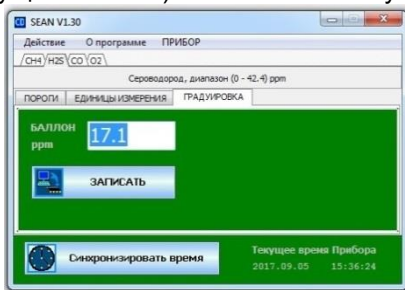 SEAN V1.30
Действие О программе ПРИБОР
CH4 H2S CO O2
Сероводород, диапазон (0 - 42.4) ppm
ПОРОГИ ЕДИНИЦЫ ИЗМЕРЕНИЯ ГРАДУИРОВКА
БАЛЛОН
ppm
17.1
ЗАПИСАТЬ
Синхронизировать время
Текущее время Прибора
2017.09.05 15:36:24